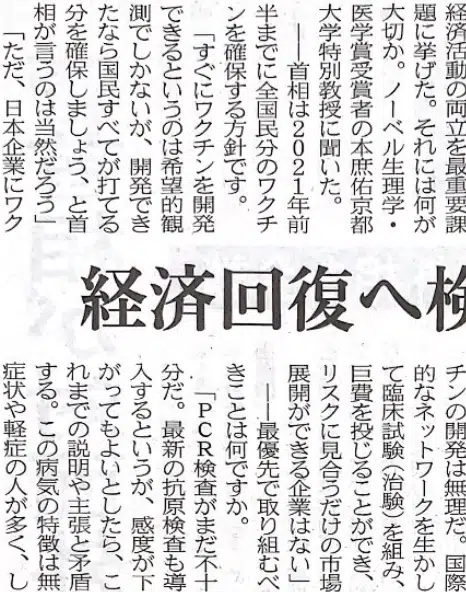 経済活動の両立を最重要課
題に挙げた。それには何が
大切か。ノーベル生理学・
医学賞受賞者の本庶佑京都
大学特別教授に聞いた。
――首相は2021年前
半までに全国民分のワクチ
ンを確保する方針です。
「すぐにワクチンを開発
できるというのは希望的観
測でしかないが、開発でき
たなら国民すべてが打てる
分を確保しましょう、と首
相が言うのは当然だろう」
「ただ、日本企業にワク
経済回復へ検
チンの開発は無理だ。国際
的なネットワークを生かし
て臨床試験（治験）を組み、
巨費を投じることができ、
リスクに見合うだけの市場
展開ができる企業はない」
――最優先で取り組むべ
きことは何ですか。
「PCR検査がまだ不十
分だ。最新の抗原検査も導
入するというが、感度が下
がってもよいとしたら、こ
れまでの説明や主張と矛盾
する。この病気の特徴は無
症状や軽症の人が多く、し